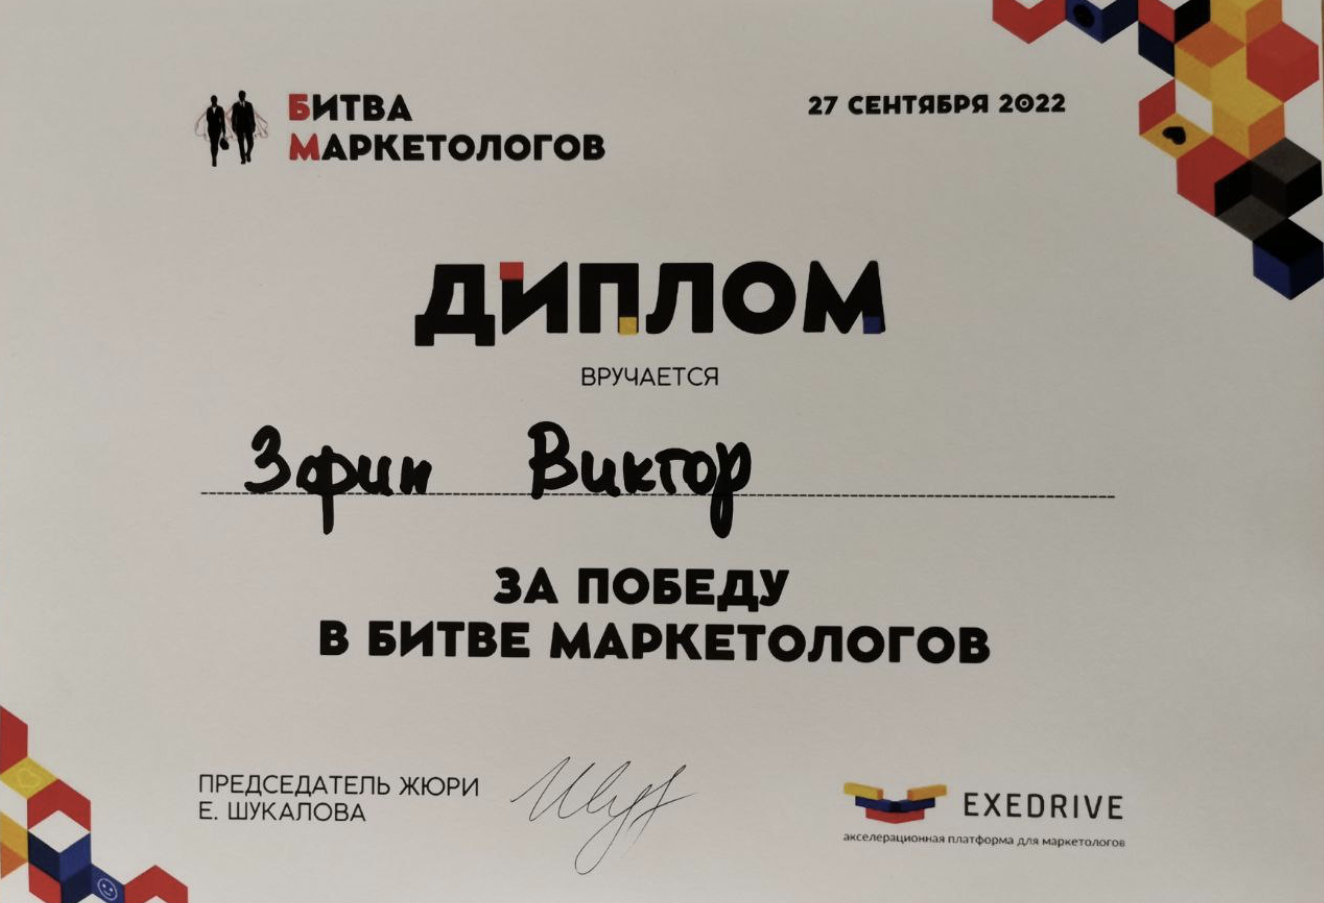 БИТВА
МАРКЕТОЛОГОВ
27 СЕНТЯБРЯ 2022
ДИПЛОМ
ВРУЧАЕТСЯ
Зфин Виктор
ЗА ПОБЕДУ
В БИТВЕ МАРКЕТОЛОГОВ
ПРЕДСЕДАТЕЛЬ ЖЮРИ
Е. ШУКАЛОВА
EXEDRIVE
акселерационная платформа для маркетологов